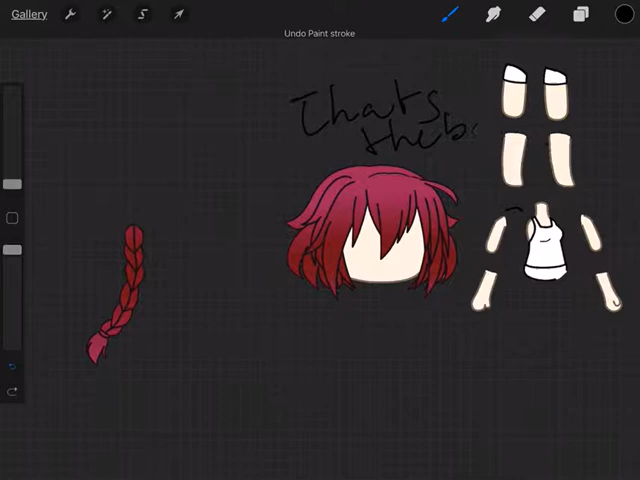 Gallery
Undo Paint stroke
Thats
the